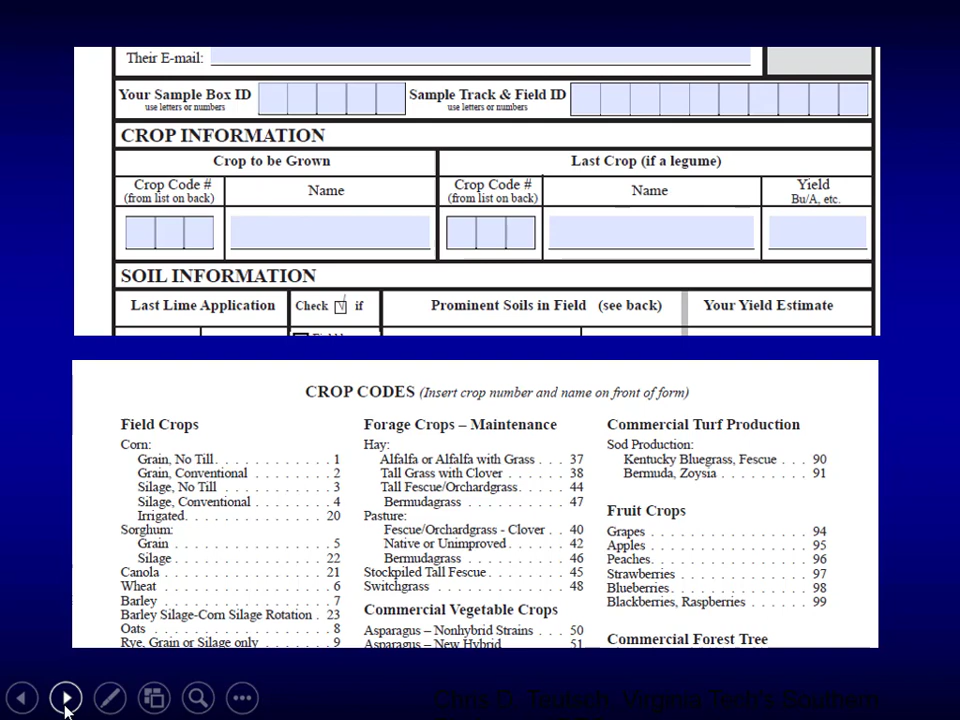 Their E-mail:
Your Sample Box ID
use letters or numbers
Sample Track & Field ID
use letters or numbers
CROP INFORMATION
Crop to be Grown
Last Crop (if a legume)
Crop Code #
(from list on back)
Name
Crop Code #
(from list on back)
Name
Yield
Bu/A, etc.
SOIL INFORMATION
Last Lime Application
Check √ if
Prominent Soils in Field (see back)
Your Yield Estimate
CROP CODES (Insert crop number and name on front of form)
Field Crops
Corn:
Grain, No Till . . . . . . . . . . . 1
Grain, Conventional . . . . . . . 2
Silage, No Till . . . . . . . . . . 3
Silage, Conventional . . . . . . . 4
Irrigated . . . . . . . . . . . . . 20
Sorghum:
Grain . . . . . . . . . . . . . . 5
Silage . . . . . . . . . . . . . . 22
Canola . . . . . . . . . . . . . . 21
Wheat . . . . . . . . . . . . . . 6
Barley . . . . . . . . . . . . . . 7
Barley Silage-Corn Silage Rotation . 23
Oats . . . . . . . . . . . . . . . 8
Rye, Grain or Silage only . . . . . 9
Forage Crops – Maintenance
Hay:
Alfalfa or Alfalfa with Grass . . . 37
Tall Grass with Clover . . . . . . 38
Tall Fescue/Orchardgrass . . . . . 44
Bermudagrass . . . . . . . . . . 47
Pasture:
Fescue/Orchardgrass - Clover . . 40
Native or Unimproved . . . . . . 42
Bermudagrass . . . . . . . . . . 46
Stockpiled Tall Fescue . . . . . . . 45
Switchgrass . . . . . . . . . . . . 48
Commercial Vegetable Crops
Asparagus – Nonhybrid Strains . . . 50
Asparagus – New Hybrid . . . . . . 51
Commercial Turf Production
Sod Production:
Kentucky Bluegrass, Fescue . . . 90
Bermuda, Zoysia . . . . . . . . . 91
Fruit Crops
Grapes . . . . . . . . . . . . . . 94
Apples . . . . . . . . . . . . . . 95
Peaches . . . . . . . . . . . . . . 96
Strawberries . . . . . . . . . . . . 97
Blueberries . . . . . . . . . . . . . 98
Blackberries, Raspberries . . . . . . 99
Commercial Forest Tree
Chris D. Teutsch, Virginia Tech's Southern